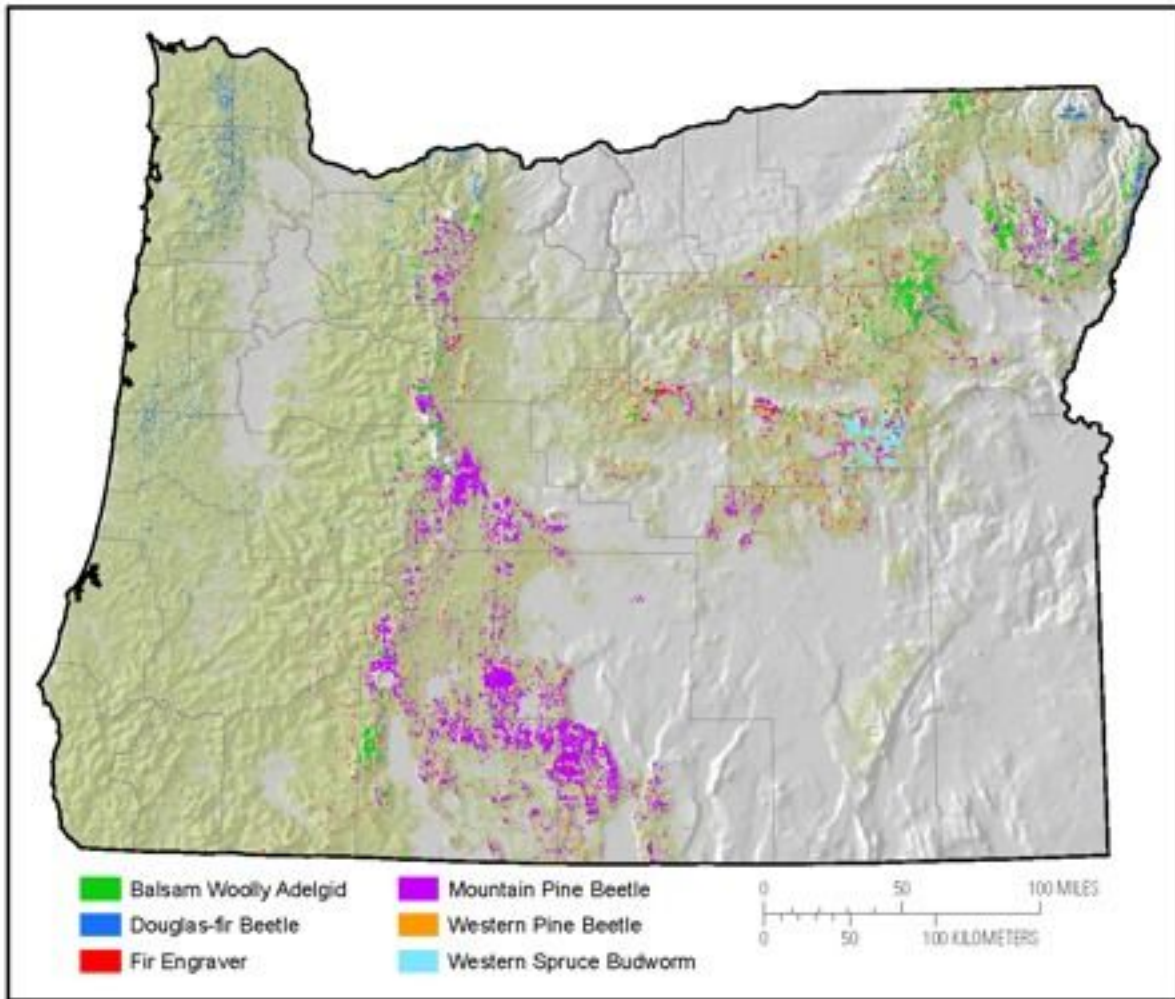 Balsam Woolly Adelgid
Douglas-fir Beetle
Fir Engraver
Mountain Pine Beetle
Western Pine Beetle
Western Spruce Budworm
0 50 100 MILES
0 50 100 KILOMETERS